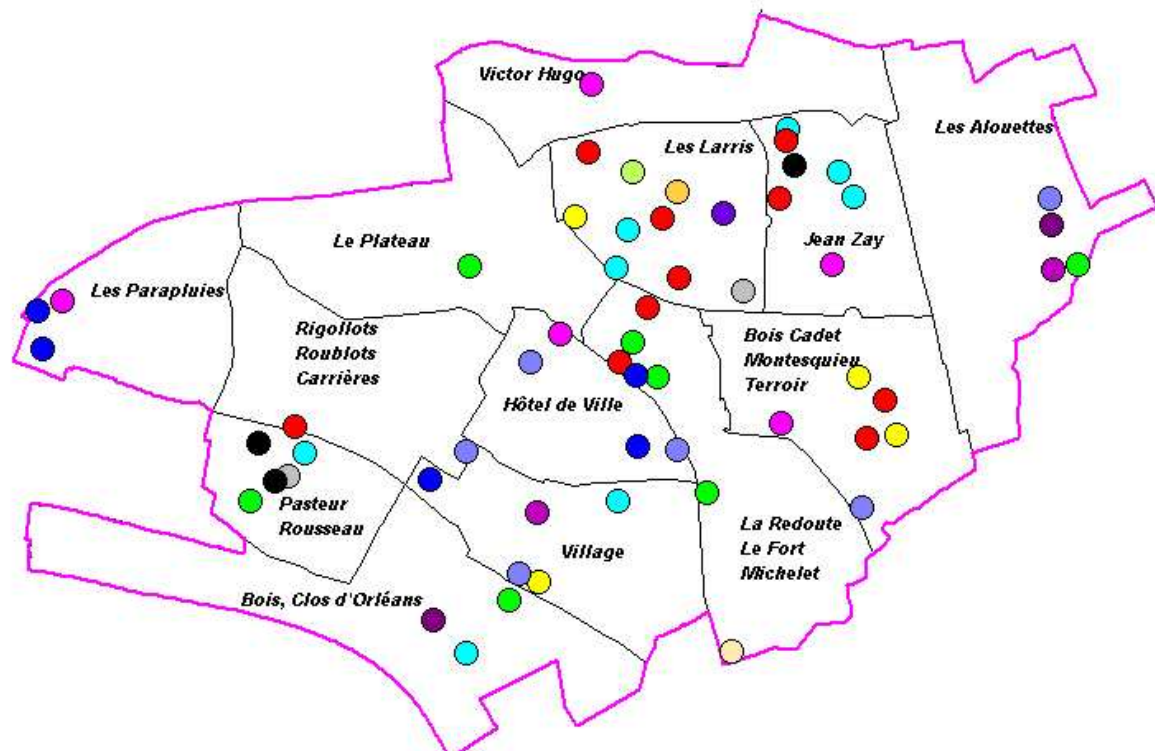 Victor Hugo
Les Alouettes
Les Larris
Le Plateau
Jean Zay
Les Parapluies
Rigollots
Roublots
Carrières
Bois Cadet
Montesquieu
Terroir
Hôtel de Ville
Pasteur
Rousseau
Village
La Redoute
Le Fort
Michelet
Bois, Clos d'Orléans